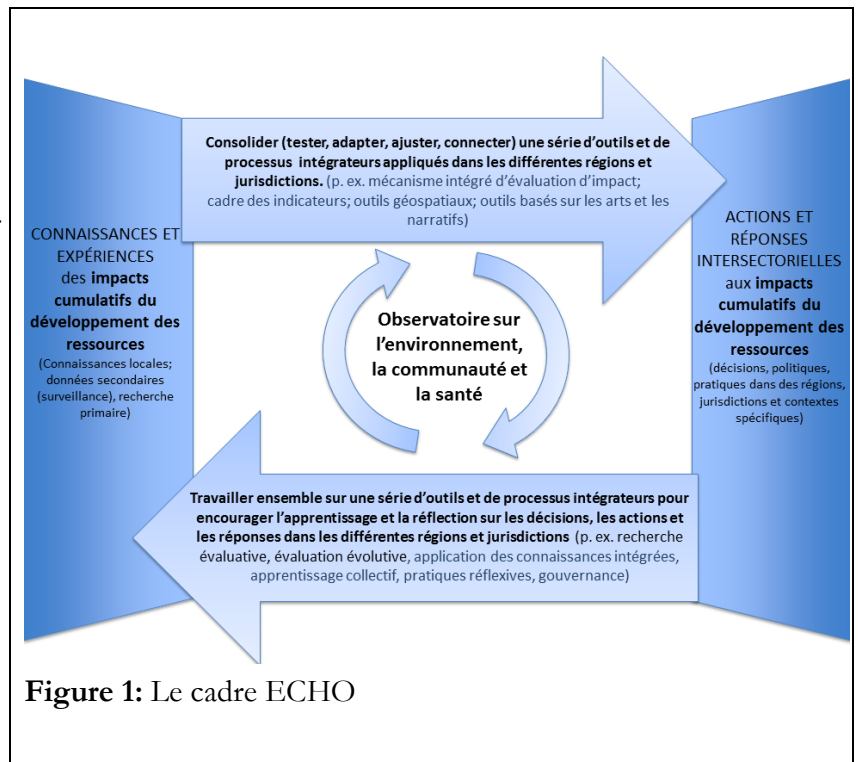 Consolider (tester, adapter, ajuster, connecter) une série d'outils et de
processus intégrateurs appliqués dans les différentes régions et
jurisdictions. (p. ex. mécanisme intégré d'évaluation d'impact;
cadre des indicateurs; outils géospatiaux; outils basés sur les arts et les
narratifs)
CONNAISSANCES ET
EXPÉRIENCES
des impacts
cumulatifs du
développement des
ressources
(Connaissances locales;
données secondaires
(surveillance), recherche
primaire)
Observatoire sur
l'environnement,
la communauté et
la santé
ACTIONS ET
RÉPONSES
INTERSECTORIELLES
aux impacts
cumulatifs du
développement des
ressources
(décisions, politiques,
pratiques dans des régions,
jurisdictions et contextes
spécifiques)
Travailler ensemble sur une série d'outils et de processus intégrateurs pour
encourager l'apprentissage et la réflection sur les décisions, les actions et
les réponses dans les différentes régions et jurisdictions (p. ex. recherche
évaluative, évaluation évolutive, application des connaissances intégrées,
apprentissage collectif, pratiques réflexives, gouvernance)
Figure 1: Le cadre ECHO